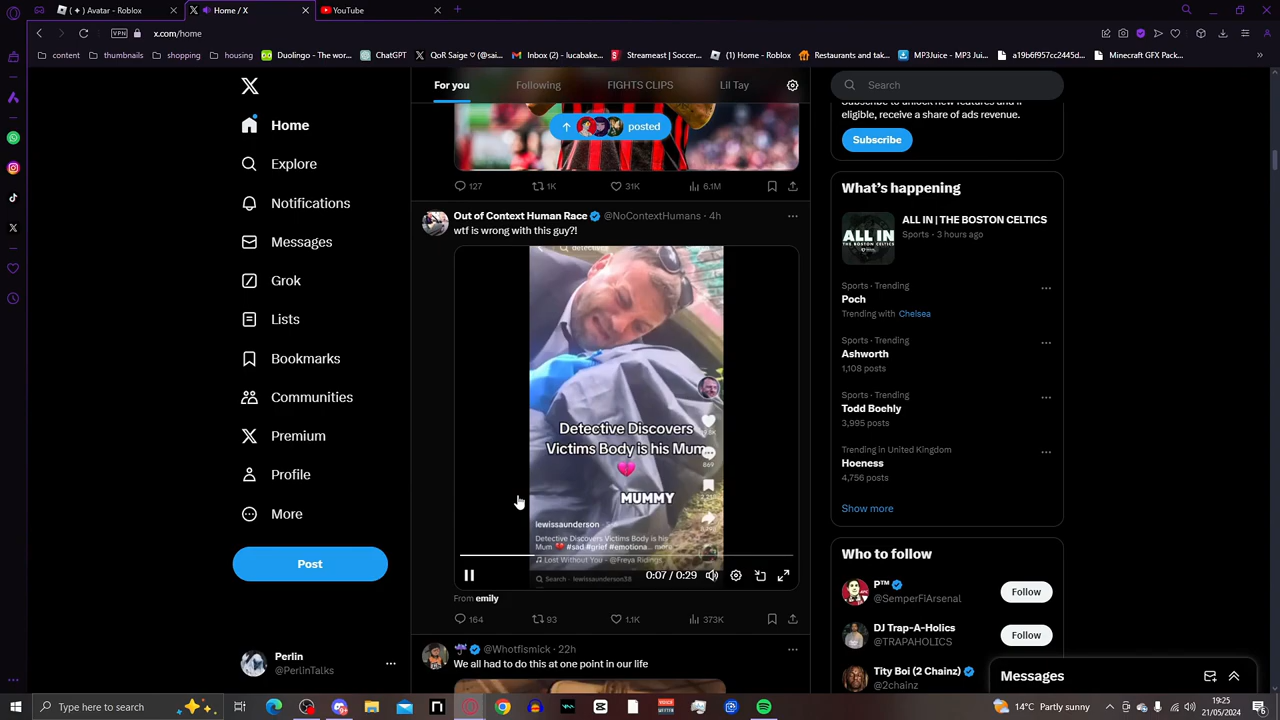 (✦) Avatar - Roblox
Home / X
YouTube
VPN
x.com/home
content
thumbnails
shopping
housing
Duolingo - The wo...
ChatGPT
QoR Saige ♡ (@sai...
Inbox (2) - lucabake...
Streameast | Soccer...
(1) Home - Roblox
Restaurants and tak...
MP3Juice - MP3 Jui...
a19b6f957cc2445d...
Minecraft GFX Pack...
Home
Explore
Notifications
Messages
Grok
Lists
Bookmarks
Communities
Premium
Profile
More
Post
Perlin
@PerlinTalks
For you
Following
FIGHTS CLIPS
Lil Tay
posted
127
1K
31K
6.1M
Out of Context Human Race @NoContextHumans · 4h
wtf is wrong with this guy?!
Detective Discovers
Victims Body is his Mum
💔
MUMMY
869
lewissaunderson
Detective Discovers Victims Body is his
Mum 💔 #sad #grief #emotiona... more
Lost Without You - @Freya Ridings
Search · lewissaunderson38
0:07 / 0:29
From emily
164
93
1.1K
373K
@Whotfismick · 22h
We all had to do this at one point in our life
Search
Subscribe to unlock new features and if
eligible, receive a share of ads revenue.
Subscribe
What's happening
ALL IN
ALL IN | THE BOSTON CELTICS
Sports · 3 hours ago
Sports · Trending
Poch
Trending with Chelsea
Sports · Trending
Ashworth
1,108 posts
Sports · Trending
Todd Boehly
3,995 posts
Trending in United Kingdom
Hoeness
4,756 posts
Show more
Who to follow
P™
@SemperFiArsenal
Follow
DJ Trap-A-Holics
@TRAPAHOLICS
Follow
Tity Boi (2 Chainz)
@2chainz
Messages
Type here to search
14°C Partly sunny
19:25
21/05/2024